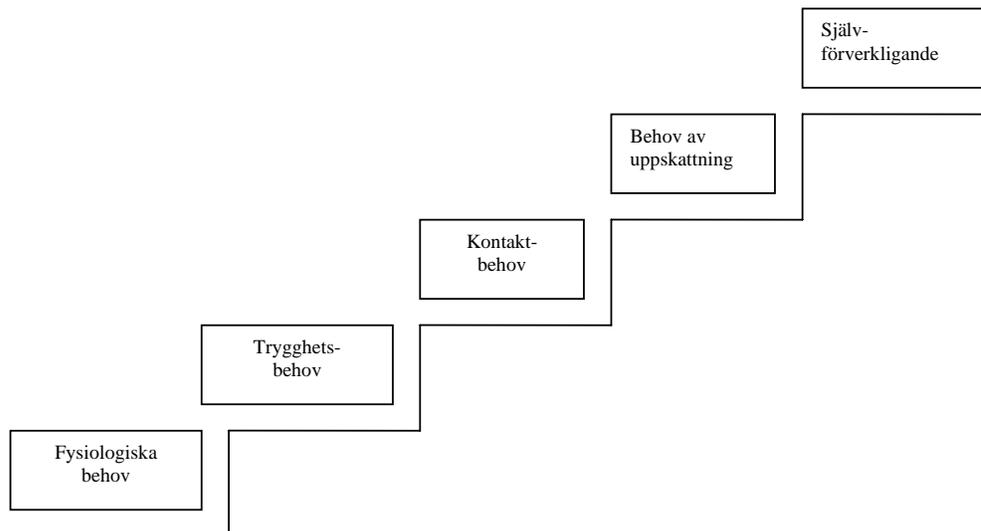 Själv-
förverkligande
Behov av
uppskattning
Kontakt-
behov
Trygghets-
behov
Fysiologiska
behov